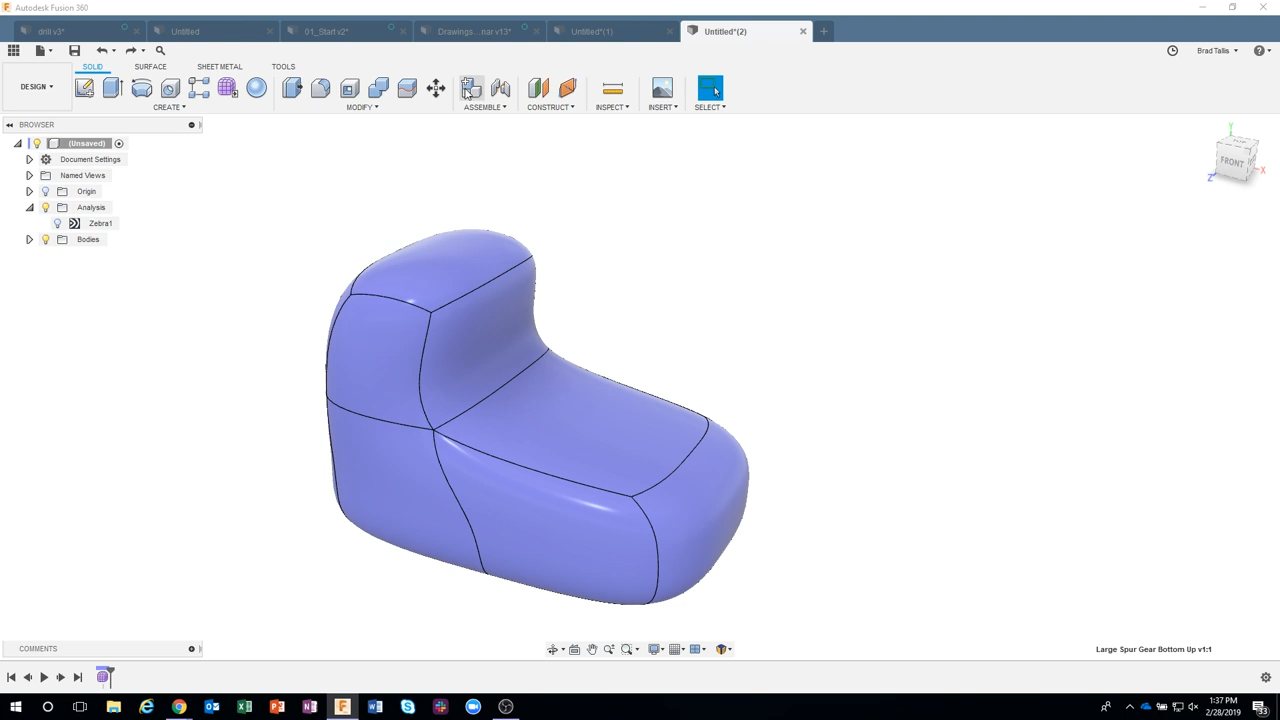 Autodesk Fusion 360
drill v3*
Untitled
01_Start v2*
Drawings...nar v13*
Untitled*(1)
Untitled*(2)
Brad Tallis
SOLID
SURFACE
SHEET METAL
TOOLS
DESIGN
CREATE
MODIFY
ASSEMBLE
CONSTRUCT
INSPECT
INSERT
SELECT
BROWSER
(Unsaved)
Document Settings
Named Views
Origin
Analysis
Zebra1
Bodies
Y
TOP
FRONT
X
Z
COMMENTS
Large Spur Gear Bottom Up v1:1
1:37 PM
2/28/2019
33